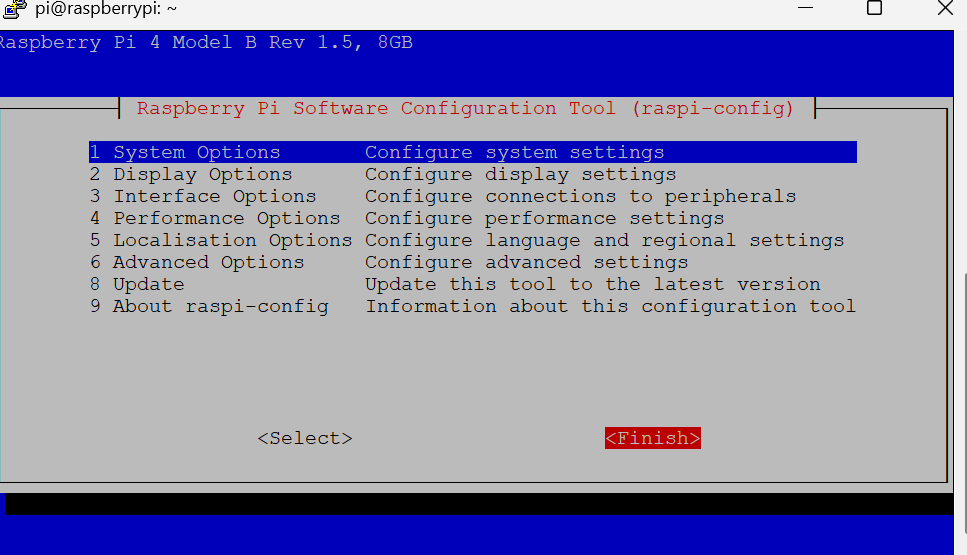 pi@raspberrypi: ~
Raspberry Pi 4 Model B Rev 1.5, 8GB
Raspberry Pi Software Configuration Tool (raspi-config)
1 System Options Configure system settings
2 Display Options Configure display settings
3 Interface Options Configure connections to peripherals
4 Performance Options Configure performance settings
5 Localisation Options Configure language and regional settings
6 Advanced Options Configure advanced settings
8 Update Update this tool to the latest version
9 About raspi-config Information about this configuration tool
<Select> <Finish>